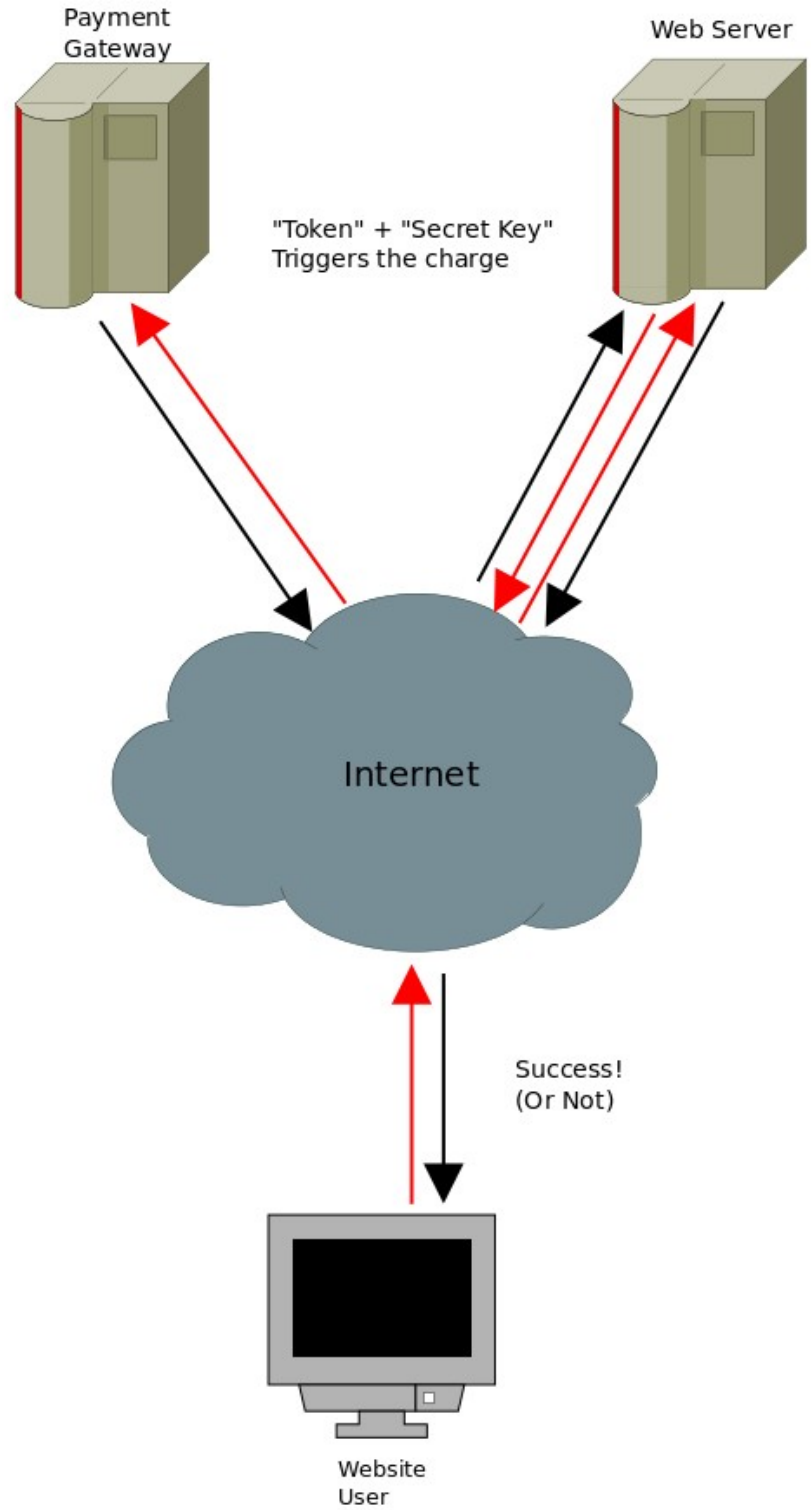 Payment
Gateway
Web Server
"Token" + "Secret Key"
Triggers the charge
Internet
Success!
(Or Not)
Website
User